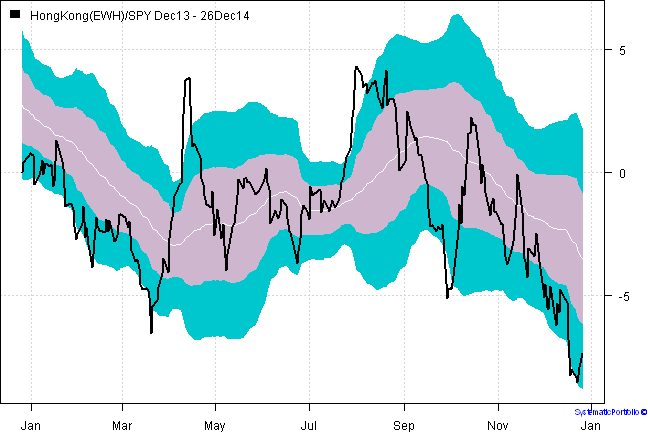 HongKong(EWH)/SPY Dec13 - 26Dec14
5
0
-5
Jan Mar May Jul Sep Nov Jan
SystematicPortfolio ©